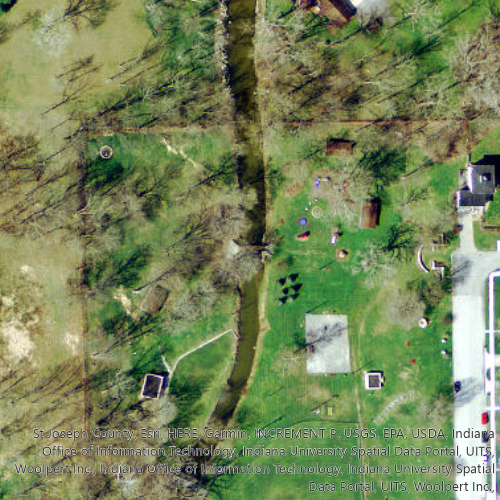 St Joseph County, Esri, HERE, Garmin, INCREMENT P, USGS, EPA, USDA, Indiana
Office of Information Technology, Indiana University Spatial Data Portal, UITS,
Woolpert Inc., Indiana Office of Information Technology, Indiana University Spatial
Data Portal, UITS, Woolpert Inc.,